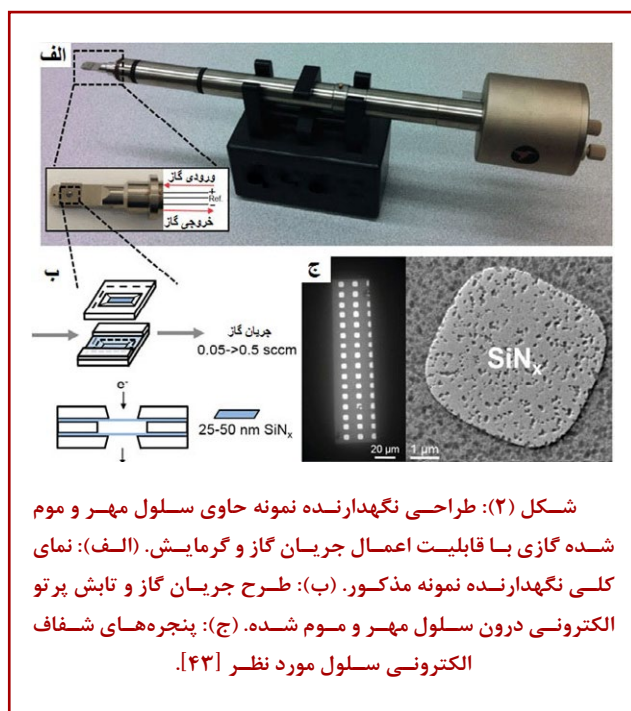 الف
ورودی گاز
+
Ref.
-
خروجی گاز
ب
جریان گاز
0.05->0.5 sccm
e-
25-50 nm SiNx
ج
20 µm
SiNx
1 µm
شکل (۲): طراحی نگهدارنده نمونه حاوی سلول مهر و موم
شده گازی با قابلیت اعمال جریان گاز و گرمایش. (الف): نمای
کلی نگهدارنده نمونه مذکور. (ب): طرح جریان گاز و تابش پرتو
الکترونی درون سلول مهر و موم شده. (ج): پنجره‌های شفاف
الکترونی سلول مورد نظر [۴۳].